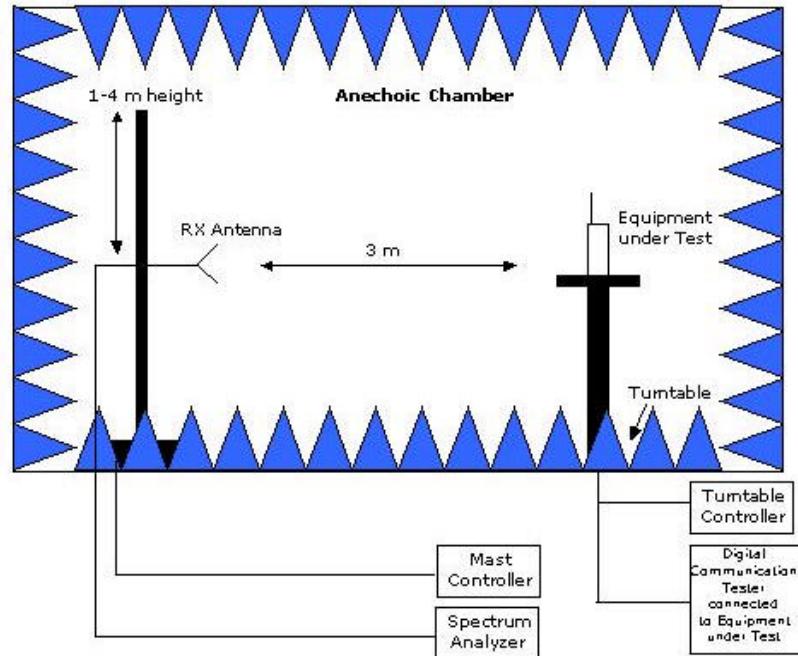 1-4 m height
Anechoic Chamber
RX Antenna
3 m
Equipment
under Test
Turntable
Turntable
Controller
Mast
Controller
Spectrum
Analyzer
Digital
Communication
Tester
connected
to Equipment
under Test